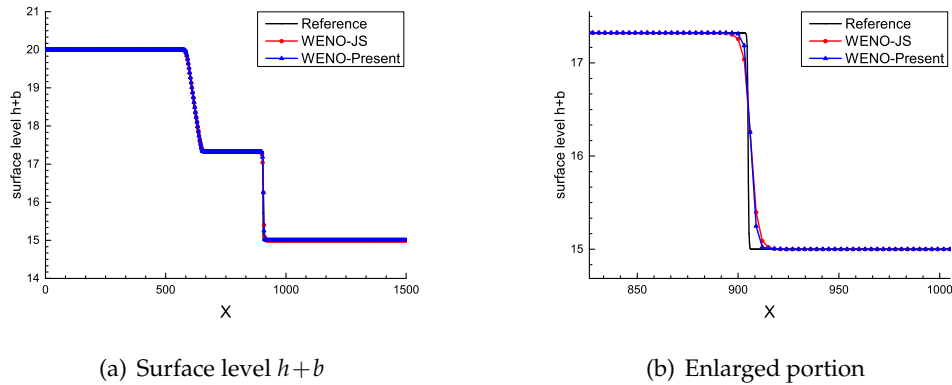 Reference
WENO-JS
WENO-Present
surface level h+b
20
19
18
17
16
15
14
21
0
500
1000
1500
X
(a) Surface level h+b
Reference
WENO-JS
WENO-Present
surface level h+b
17
16
15
850
900
950
1000
X
(b) Enlarged portion